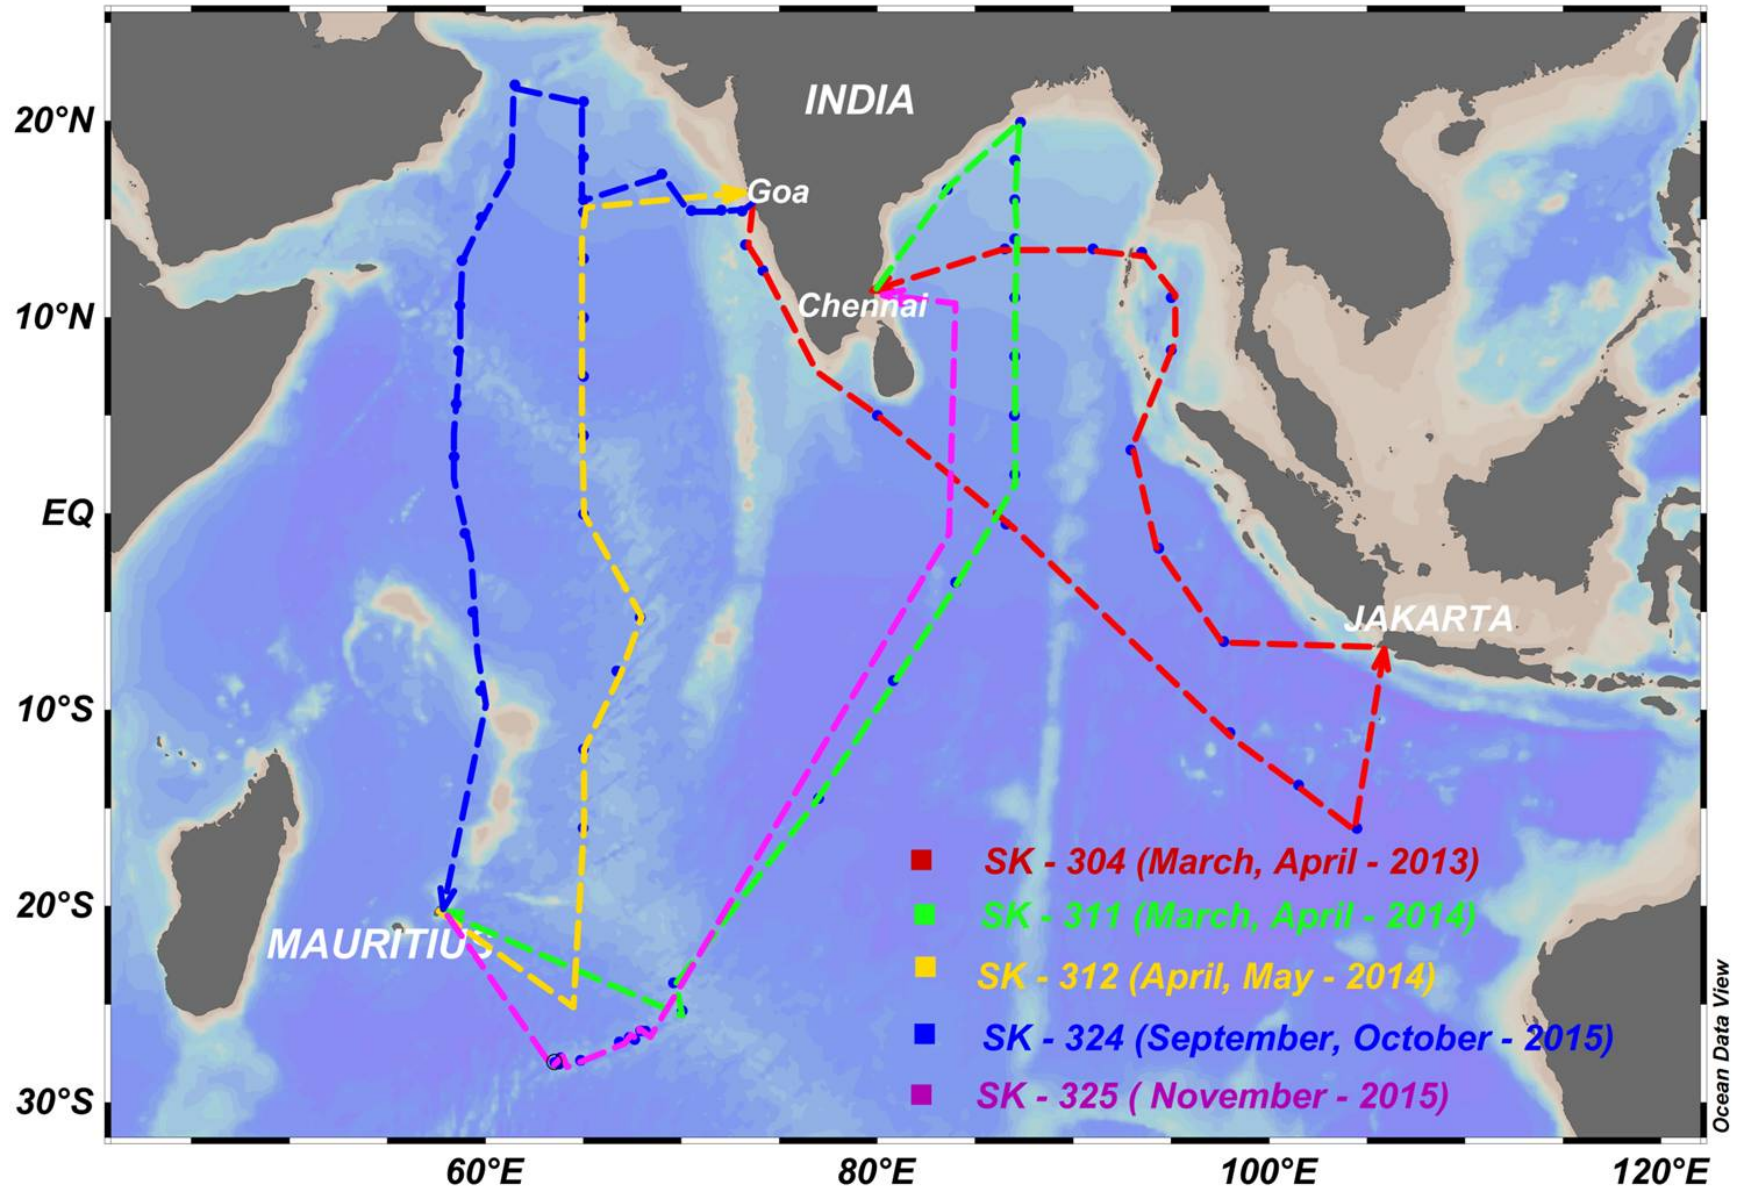 INDIA
20°N
Goa
10°N
Chennai
EQ
JAKARTA
10°S
SK - 304 (March, April - 2013)
20°S
SK - 311 (March, April - 2014)
MAURITIUS
SK - 312 (April, May - 2014)
SK - 324 (September, October - 2015)
30°S
SK - 325 ( November - 2015)
Ocean Data View
60°E
80°E
100°E
120°E